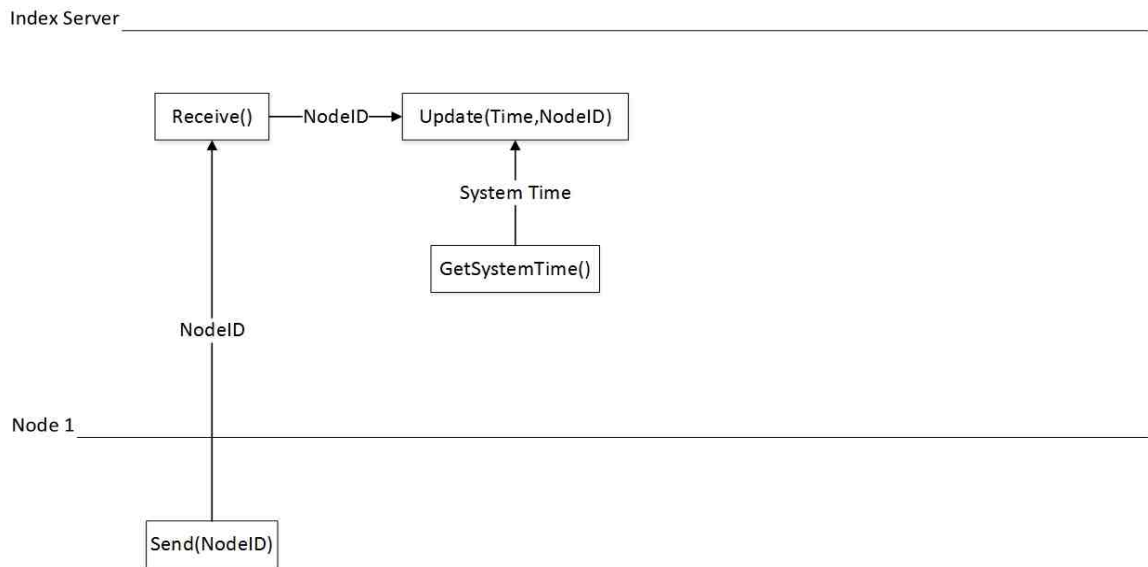 Index Server
Receive()
NodeID
Update(Time,NodeID)
System Time
GetSystemTime()
NodeID
Node 1
Send(NodeID)